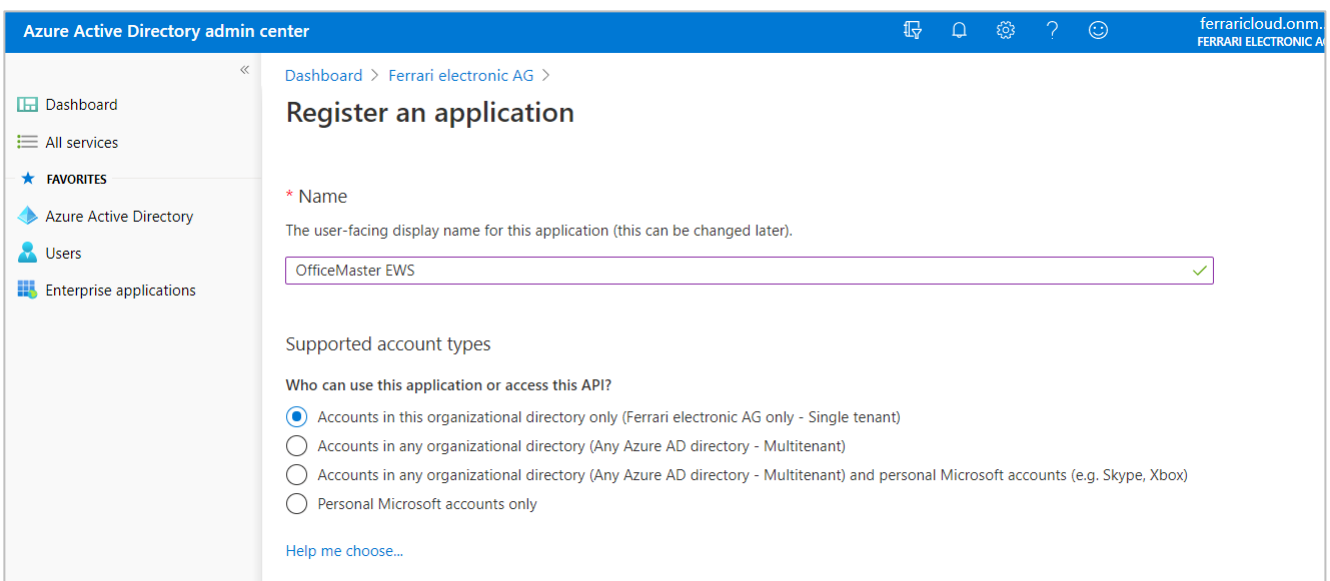 Azure Active Directory admin center
ferraricloud.onm...
FERRARI ELECTRONIC A
«
Dashboard > Ferrari electronic AG >
Dashboard
All services
FAVORITES
Azure Active Directory
Users
Enterprise applications
Register an application
* Name
The user-facing display name for this application (this can be changed later).
OfficeMaster EWS
Supported account types
Who can use this application or access this API?
Accounts in this organizational directory only (Ferrari electronic AG only - Single tenant)
Accounts in any organizational directory (Any Azure AD directory - Multitenant)
Accounts in any organizational directory (Any Azure AD directory - Multitenant) and personal Microsoft accounts (e.g. Skype, Xbox)
Personal Microsoft accounts only
Help me choose...